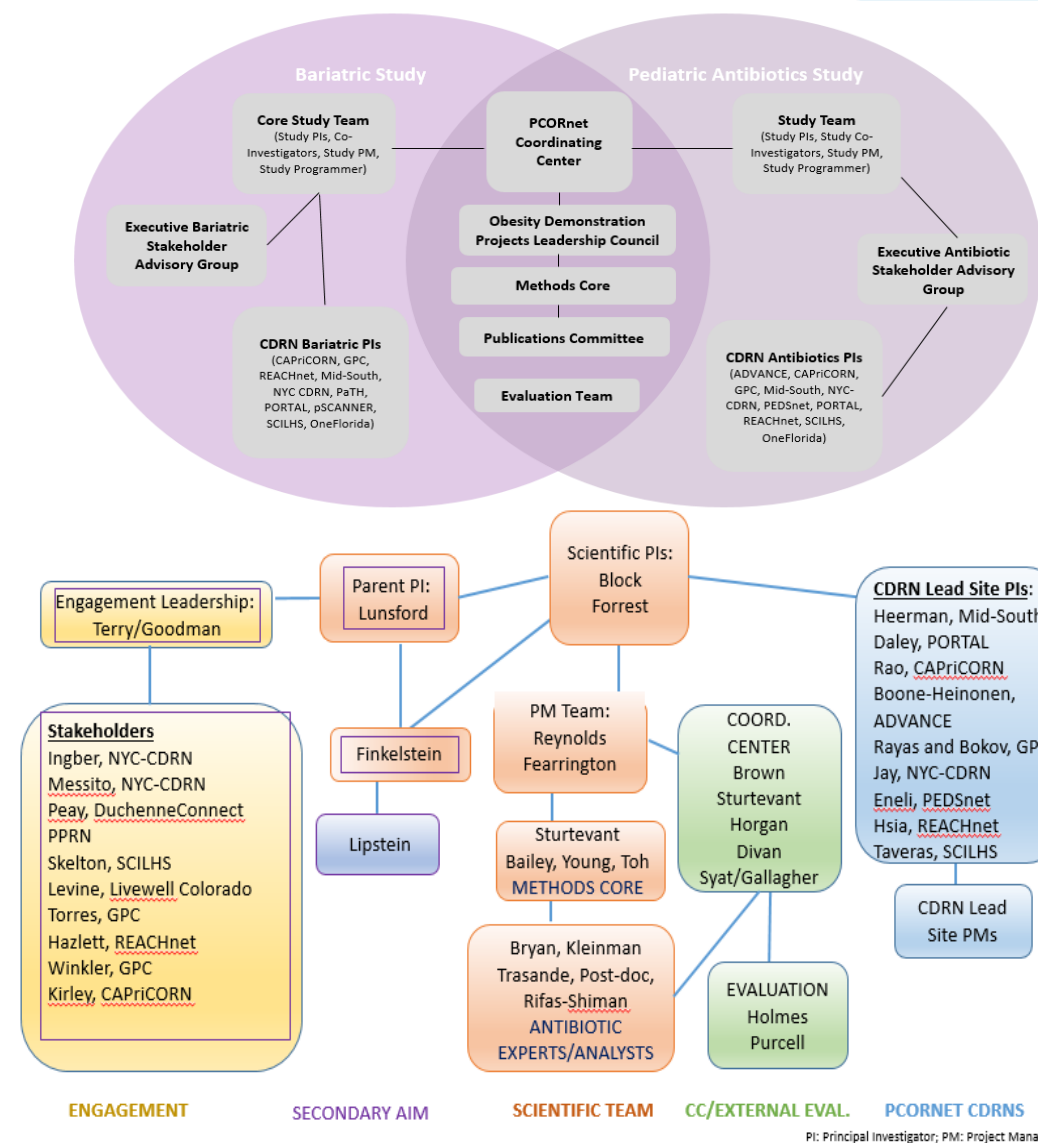 Bariatric Study
Pediatric Antibiotics Study
Core Study Team
(Study PIs, Co-
Investigators, Study PM,
Study Programmer)
PCORnet
Coordinating
Center
Study Team
(Study PIs, Study Co-
Investigators, Study PM,
Study Programmer)
Executive Bariatric
Stakeholder
Advisory Group
Obesity Demonstration
Projects Leadership Council
Methods Core
Publications Committee
Evaluation Team
Executive Antibiotic
Stakeholder Advisory
Group
CDRN Bariatric PIs
(CAPriCORN, GPC,
REACHnet, Mid-South,
NYC CDRN, PaTH,
PORTAL, pSCANNER,
SCILHS, OneFlorida)
CDRN Antibiotics PIs
(ADVANCE, CAPriCORN,
GPC, Mid-South, NYC-
CDRN, PEDSnet, PORTAL,
REACHnet, SCILHS,
OneFlorida)
Engagement Leadership:
Terry/Goodman
Parent PI:
Lunsford
Scientific PIs:
Block
Forrest
CDRN Lead Site PIs:
Heerman, Mid-South
Daley, PORTAL
Rao, CAPriCORN
Boone-Heinonen,
ADVANCE
Rayas and Bokov, GP
Jay, NYC-CDRN
Eneli, PEDSnet
Hsia, REACHnet
Taveras, SCILHS
Stakeholders
Ingber, NYC-CDRN
Messito, NYC-CDRN
Peay, DuchenneConnect
PPRN
Skelton, SCILHS
Levine, Livewell Colorado
Torres, GPC
Hazlett, REACHnet
Winkler, GPC
Kirley, CAPriCORN
Finkelstein
Lipstein
PM Team:
Reynolds
Fearrington
Sturtevant
Bailey, Young, Toh
METHODS CORE
Bryan, Kleinman
Trasande, Post-doc,
Rifas-Shiman
ANTIBIOTIC
EXPERTS/ANALYSTS
COORD.
CENTER
Brown
Sturtevant
Horgan
Divan
Syat/Gallagher
EVALUATION
Holmes
Purcell
CDRN Lead
Site PMs
ENGAGEMENT
SECONDARY AIM
SCIENTIFIC TEAM
CC/EXTERNAL EVAL.
PCORNET CDRNS
PI: Principal Investigator; PM: Project Mana